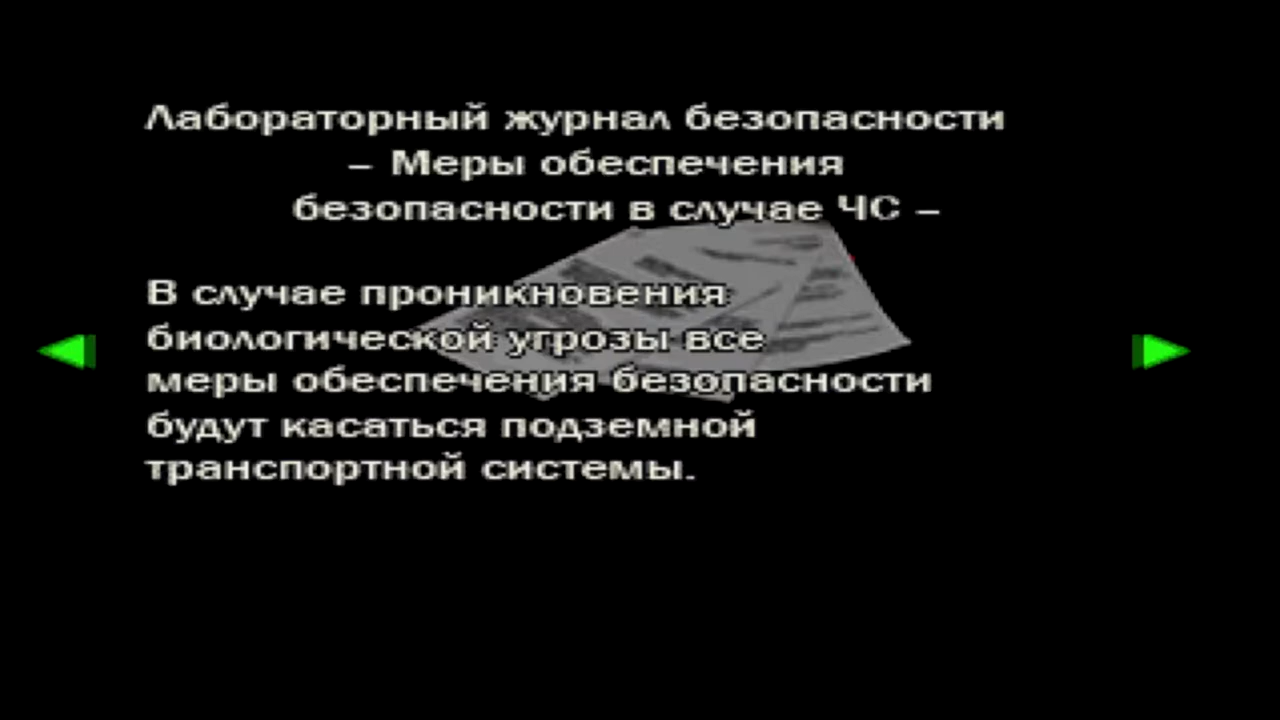 Лабораторный журнал безопасности
– Меры обеспечения
безопасности в случае ЧС –
В случае проникновения
биологической угрозы все
меры обеспечения безопасности
будут касаться подземной
транспортной системы.